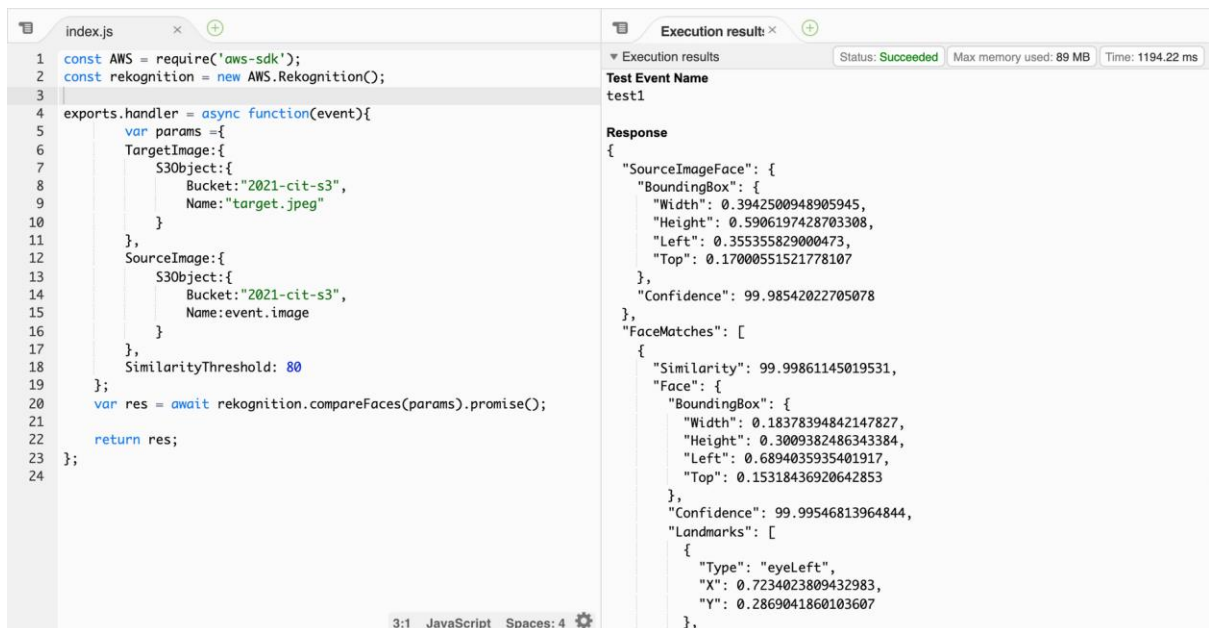 index.js
1 const AWS = require('aws-sdk');
2 const rekognition = new AWS.Rekognition();
3
4 exports.handler = async function(event){
5 var params ={
6 TargetImage:{
7 S3Object:{
8 Bucket:"2021-cit-s3",
9 Name:"target.jpeg"
10 }
11 },
12 SourceImage:{
13 S3Object:{
14 Bucket:"2021-cit-s3",
15 Name:event.image
16 }
17 },
18 SimilarityThreshold: 80
19 };
20 var res = await rekognition.compareFaces(params).promise();
21
22 return res;
23 };
24
3:1 JavaScript Spaces: 4
Execution result:
Execution results Status: Succeeded Max memory used: 89 MB Time: 1194.22 ms
Test Event Name
test1
Response
{
"SourceImageFace": {
"BoundingBox": {
"Width": 0.3942500948905945,
"Height": 0.5906197428703308,
"Left": 0.355355829000473,
"Top": 0.17000551521778107
},
"Confidence": 99.98542022705078
},
"FaceMatches": [
{
"Similarity": 99.99861145019531,
"Face": {
"BoundingBox": {
"Width": 0.18378394842147827,
"Height": 0.3009382486343384,
"Left": 0.6894035935401917,
"Top": 0.15318436920642853
},
"Confidence": 99.99546813964844,
"Landmarks": [
{
"Type": "eyeLeft",
"X": 0.7234023809432983,
"Y": 0.2869041860103607
},